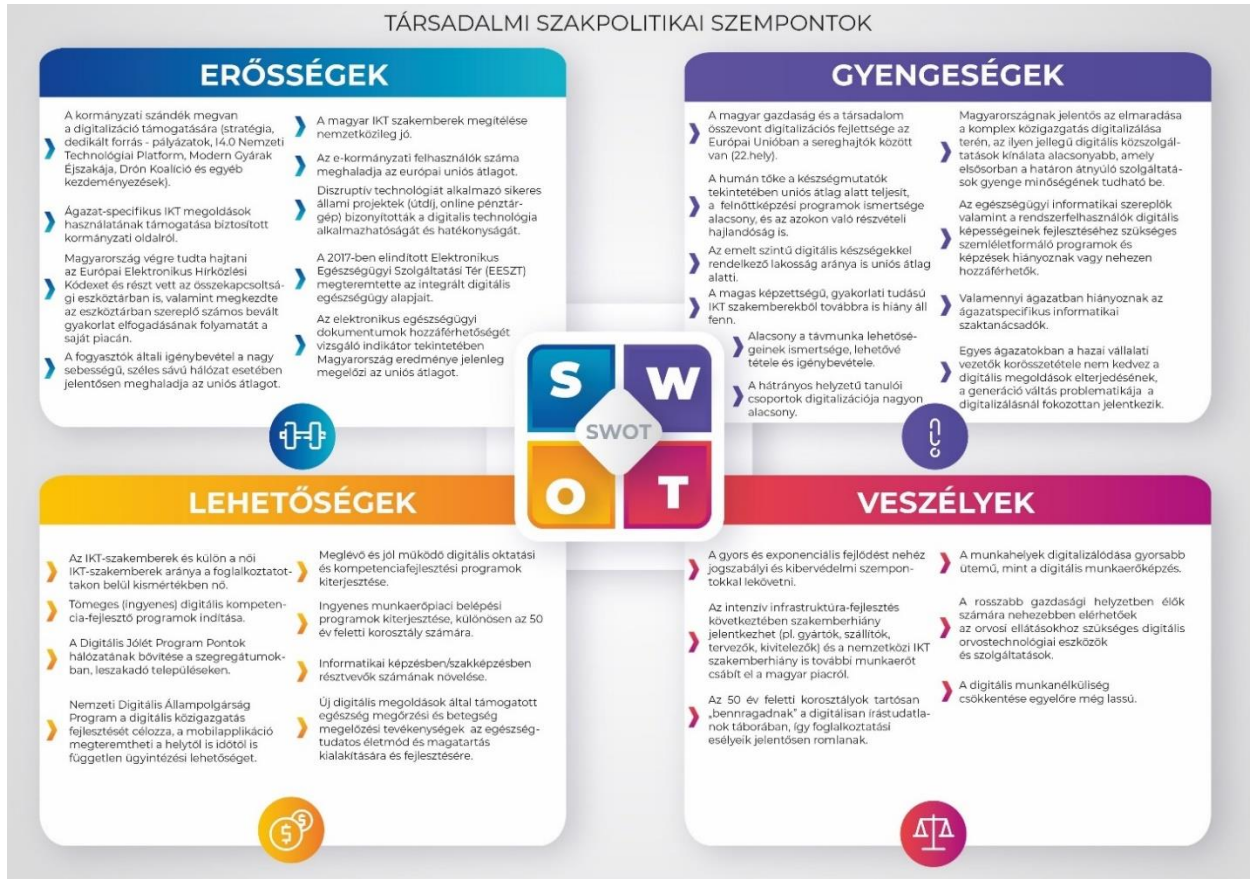 TÁRSADALMI SZAKPOLITIKAI SZEMPONTOK
ERŐSSÉGEK
A kormányzati szándék megvan
a digitalizáció támogatására (stratégia,
dedikált forrás - pályázatok, I4.0 Nemzeti
Technológiai Platform, Modern Gyárak
Éjszakája, Drón Koalíció és egyéb
kezdeményezések).
Ágazat-specifikus IKT megoldások
használatának támogatása biztosított
kormányzati oldalról.
Magyarország végre tudta hajtani
az Európai Elektronikus Hírközlési
Kódexet és részt vett az összekapcsoltsá-
gi eszköztárban is, valamint megkezdte
az eszköztárban szereplő számos bevált
gyakorlat elfogadásának folyamatát a
saját piacán.
A fogyasztók általi igénybevétel a nagy
sebességű, széles sávú hálózat esetében
jelentősen meghaladja az uniós átlagot.
A magyar IKT szakemberek megítélése
nemzetközileg jó.
Az e-kormányzati felhasználók száma
meghaladja az európai uniós átlagot.
Diszruptív technológiát alkalmazó sikeres
állami projektek (útdíj, online pénztár-
gép) bizonyították a digitalis technológia
alkalmazhatóságát és hatékonyságát.
A 2017-ben elindított Elektronikus
Egészségügyi Szolgáltatási Tér (EESZT)
megteremtette az integrált digitális
egészségügy alapjait.
Az elektronikus egészségügyi
dokumentumok hozzáférhetőségét
vizsgáló indikátor tekintetében
Magyarország eredménye jelenleg
megelőzi az uniós átlagot.
GYENGESÉGEK
A magyar gazdaság és a társadalom
összevont digitalizációs fejlettsége az
Európai Unióban a sereghajtók között
van (22.hely).
A humán tőke a készségmutatók
tekintetében uniós átlag alatt teljesít,
a felnőttképzési programok ismertsége
alacsony, és az azokon való részvételi
hajlandóság is.
Az emelt szintű digitális készségekkel
rendelkező lakosság aránya is uniós átlag
alatti.
A magas képzettségű, gyakorlati tudású
IKT szakemberekből továbbra is hiány áll
fenn.
Alacsony a távmunka lehetősé-
geinek ismertsége, lehetővé
tétele és igénybevétele.
A hátrányos helyzetű tanulói
csoportok digitalizációja nagyon
alacsony.
Magyarországnak jelentős az elmaradása
a komplex közigazgatás digitalizálása
terén, az ilyen jellegű digitális közszolgál-
tatások kínálata alacsonyabb, amely
elsősorban a határon átnyúló szolgáltatá-
sok gyenge minőségének tudható be.
Az egészségügyi informatikai szereplők
valamint a rendszerfelhasználók digitális
képességeinek fejlesztéséhez szükséges
szemléletformáló programok és
képzések hiányoznak vagy nehezen
hozzáférhetők.
Valamennyi ágazatban hiányoznak az
ágazatspecifikus informatikai
szaktanácsadók.
Egyes ágazatokban a hazai vállalati
vezetők korösszetétele nem kedvez a
digitális megoldások elterjedésének,
a generáció váltás problematikája a
digitalizálásnál fokozottan jelentkezik.
S
W
SWOT
O
T
LEHETŐSÉGEK
Az IKT-szakemberek és külön a női
IKT-szakemberek aránya a foglalkoztatot-
takon belül kismértékben nő.
Tömeges (ingyenes) digitális kompeten-
cia-fejlesztő programok indítása.
A Digitális Jólét Program Pontok
hálózatának bővítése a szegregátumok-
ban, leszakadó településeken.
Nemzeti Digitális Állampolgárság
Program a digitális közigazgatás
fejlesztését célozza, a mobilapplikáció
megteremtheti a helytől is időtől is
független ügyintézési lehetőséget.
Meglévő és jól működő digitális oktatási
és kompetenciafejlesztési programok
kiterjesztése.
Ingyenes munkaerőpiaci belépési
programok kiterjesztése, különösen az 50
év feletti korosztály számára.
Informatikai képzésben/szakképzésben
résztvevők számának növelése.
Új digitális megoldások által támogatott
egészség megőrzési és betegség
megelőzési tevékenységek az egészség-
tudatos életmód és magatartás
kialakítására és fejlesztésére.
VESZÉLYEK
A gyors és exponenciális fejlődést nehéz
jogszabályi és kibervédelmi szempon-
tokkal lekövetni.
Az intenzív infrastruktúra-fejlesztés
következtében szakemberhiány
jelentkezhet (pl. gyártók, szállítók,
tervezők, kivitelezők) és a nemzetközi IKT
szakemberhiány is további munkaerőt
csábít el a magyar piacról.
Az 50 év feletti korosztályok tartósan
„bennragadnak” a digitálisan írástudatla-
nok táborában, így foglalkoztatási
esélyeik jelentősen romlanak.
A munkahelyek digitalizálódása gyorsabb
ütemű, mint a digitális munkaerőképzés.
A rosszabb gazdasági helyzetben élők
számára nehezebben elérhetőek
az orvosi ellátásokhoz szükséges digitális
orvostechnológiai eszközök
és szolgáltatások.
A digitális munkanélküliség
csökkentése egyelőre még lassú.